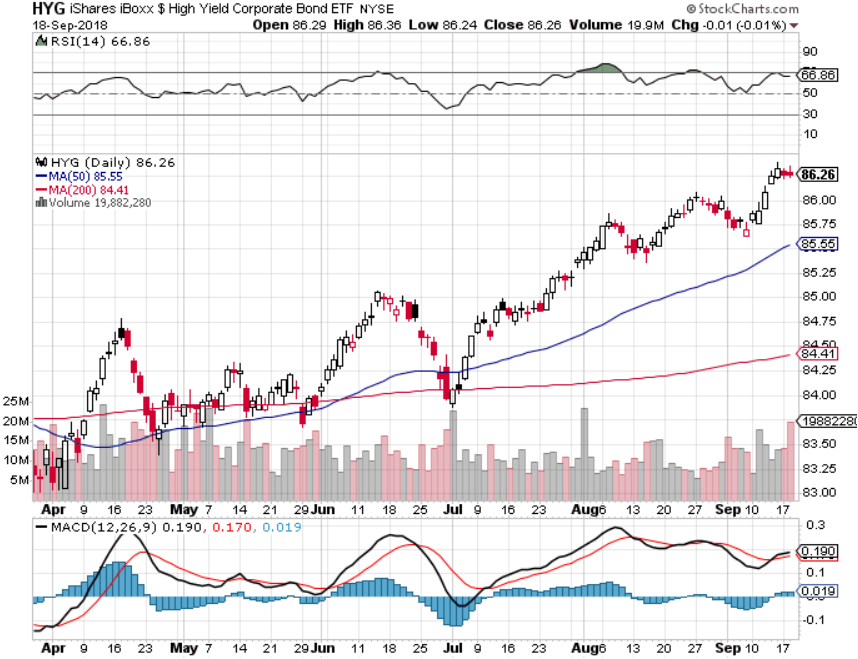 HYG iShares iBoxx $ High Yield Corporate Bond ETF NYSE © StockCharts.com
18-Sep-2018 Open 86.29 High 86.36 Low 86.24 Close 86.26 Volume 19.9M Chg -0.01 (-0.01%)
RSI(14) 66.86
90
66.86
50
30
10
HYG (Daily) 86.26
MA(50) 85.55
MA(200) 84.41
Volume 19,882,280
86.26
86.00
85.75
85.55
85.25
85.00
84.75
84.50
84.41
84.25
84.00
25M
20M 19882280
15M 83.50
10M 83.25
5M
83.00
Apr 9 16 23 May 7 14 21 29 Jun 11 18 25 Jul 9 16 23 Aug 6 13 20 27 Sep 10 17
MACD(12,26,9) 0.190, 0.170, 0.019
0.3
0.190
0.1
0.019
-0.1
Apr 9 16 23 May 7 14 21 29 Jun 11 18 25 Jul 9 16 23 Aug 6 13 20 27 Sep 10 17